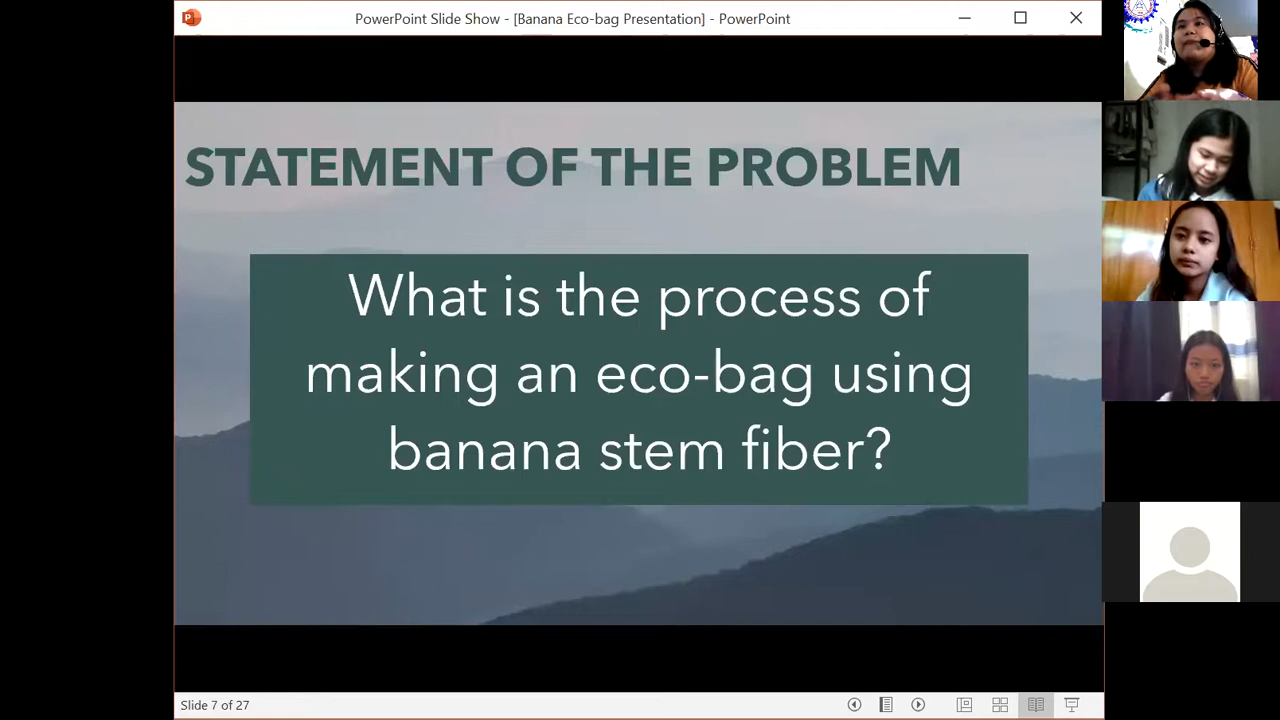 PowerPoint Slide Show - [Banana Eco-bag Presentation] - PowerPoint
STATEMENT OF THE PROBLEM
What is the process of
making an eco-bag using
banana stem fiber?
Slide 7 of 27